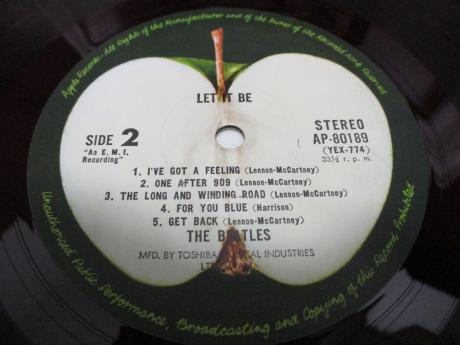 Apple Records · All Rights of the Manufacturer and of the Owner of the Recorded Work Reserved
LET IT BE
SIDE 2
"An E. M. I. Recording"
STEREO
AP-80189
(YEX-774)
33⅓ r. p. m.
1. I'VE GOT A FEELING (Lennon-McCartney)
2. ONE AFTER 909 (Lennon-McCartney)
3. THE LONG AND WINDING ROAD (Lennon-McCartney)
4. FOR YOU BLUE (Harrison)
5. GET BACK (Lennon-McCartney)
THE BEATLES
MFD. BY TOSHIBA INDUSTRIES
Unauthorised Public Performance, Broadcasting and Copying of this Record Prohibited